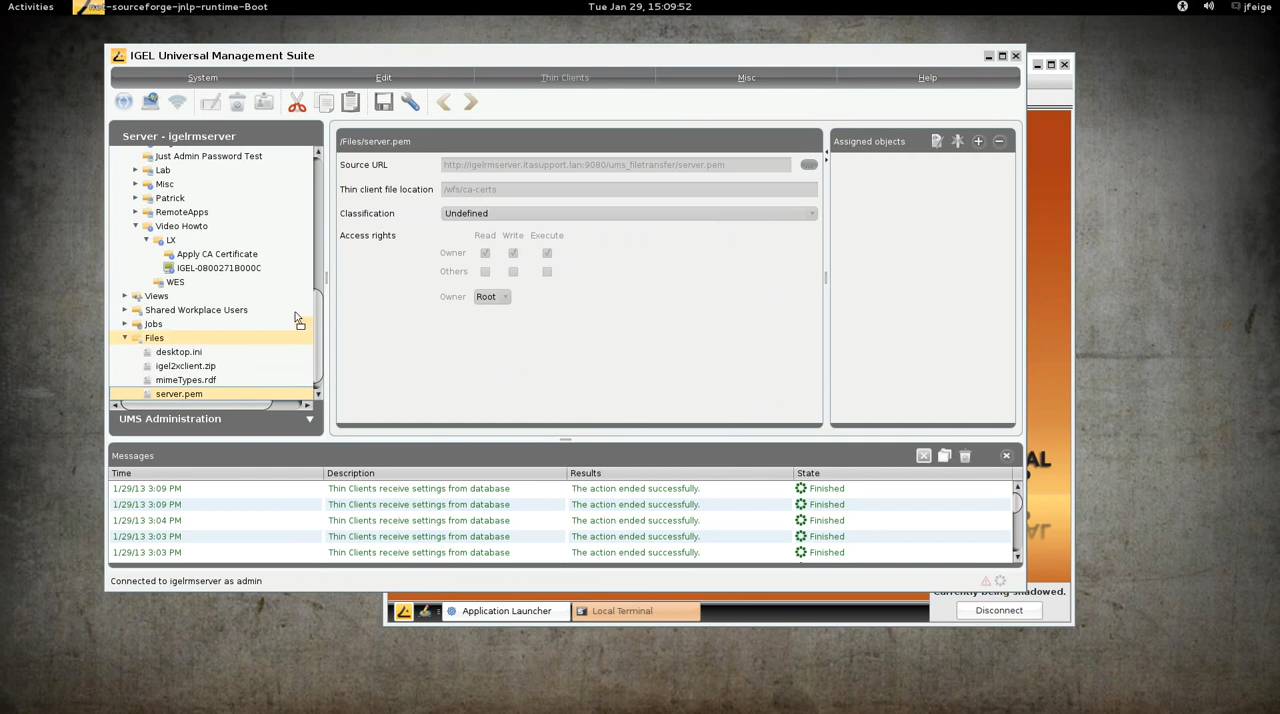 Activities
net-sourceforge-jnlp-runtime-Boot
Tue Jan 29, 15:09:52
jfeige
IGEL Universal Management Suite
System
Edit
Thin Clients
Misc
Help
Server - igelrmserver
Just Admin Password Test
Lab
Misc
Patrick
RemoteApps
Video Howto
LX
Apply CA Certificate
IGEL-0800271B000C
WES
Views
Shared Workplace Users
Jobs
Files
desktop.ini
igel2xclient.zip
mimeTypes.rdf
server.pem
UMS Administration
/Files/server.pem
Source URL
http://igelrmserver.itasupport.lan:9080/ums_filetransfer/server.pem
Thin client file location
/wfs/ca-certs
Classification
Undefined
Access rights
Read Write Execute
Owner
Others
Owner
Root
Assigned objects
Messages
Time Description Results State
1/29/13 3:09 PM Thin Clients receive settings from database The action ended successfully. Finished
1/29/13 3:09 PM Thin Clients receive settings from database The action ended successfully. Finished
1/29/13 3:04 PM Thin Clients receive settings from database The action ended successfully. Finished
1/29/13 3:03 PM Thin Clients receive settings from database The action ended successfully. Finished
1/29/13 3:03 PM Thin Clients receive settings from database The action ended successfully. Finished
Connected to igelrmserver as admin
AL
Currently being shadowed.
Application Launcher
Local Terminal
Disconnect